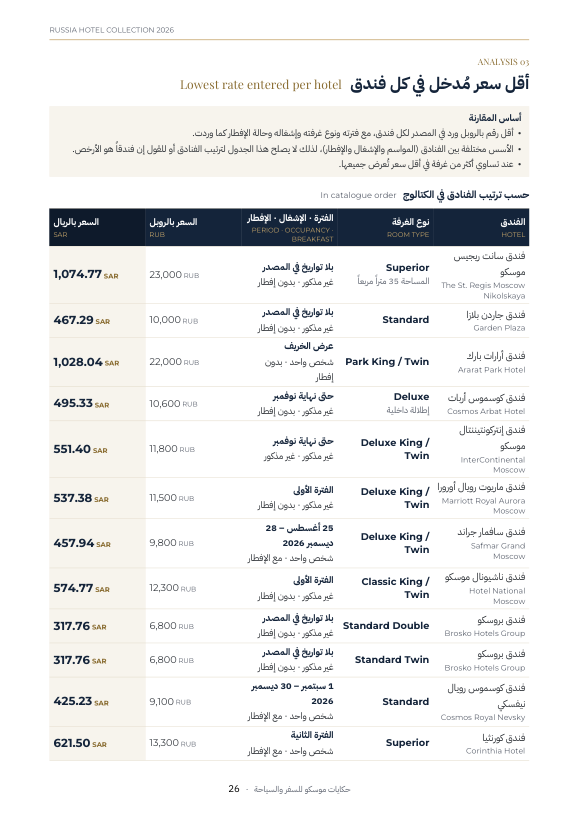 RUSSIA HOTEL COLLECTION 2026
ANALYSIS 03
أقل سعر مُدخل في كل فندق Lowest rate entered per hotel
أساس المقارنة
• أقل رقم بالروبل ورد في المصدر لكل فندق، مع فترته ونوع غرفته وإشغاله وحالة الإفطار كما وردت.
• الأسس مختلفة بين الفنادق (المواسم والإشغال والإفطار)، لذلك لا يصلح هذا الجدول لترتيب الفنادق أو للقول إن فندقاً هو الأرخص.
• عند تساوي أكثر من غرفة في أقل سعر تُعرض جميعها.
حسب ترتيب الفنادق في الكتالوج In catalogue order
الفندق
HOTEL
نوع الغرفة
ROOM TYPE
الفترة · الإشغال · الإفطار
PERIOD · OCCUPANCY ·
BREAKFAST
السعر بالروبل
RUB
السعر بالريال
SAR
فندق سانت ريجيس
موسكو
The St. Regis Moscow
Nikolskaya
Superior
المساحة 35 متراً مربعاً
بلا تواريخ في المصدر
غير مذكور · بدون إفطار
23,000 RUB
1,074.77 SAR
فندق جاردن بلازا
Garden Plaza
Standard
بلا تواريخ في المصدر
غير مذكور · بدون إفطار
10,000 RUB
467.29 SAR
فندق أرارات بارك
Ararat Park Hotel
Park King / Twin
عرض الخريف
شخص واحد · بدون
إفطار
22,000 RUB
1,028.04 SAR
فندق كوسموس أربات
Cosmos Arbat Hotel
Deluxe
إطلالة داخلية
حتى نهاية نوفمبر
غير مذكور · بدون إفطار
10,600 RUB
495.33 SAR
فندق إنتركونتيننتال
موسكو
InterContinental
Moscow
Deluxe King /
Twin
حتى نهاية نوفمبر
غير مذكور · غير مذكور
11,800 RUB
551.40 SAR
فندق ماريوت رويال أورورا
Marriott Royal Aurora
Moscow
Deluxe King /
Twin
الفترة الأولى
غير مذكور · بدون إفطار
11,500 RUB
537.38 SAR
فندق سافمار جراند
Safmar Grand
Moscow
Deluxe King /
Twin
25 أغسطس – 28
ديسمبر 2026
شخص واحد · مع الإفطار
9,800 RUB
457.94 SAR
فندق ناشيونال موسكو
Hotel National
Moscow
Classic King /
Twin
الفترة الأولى
غير مذكور · بدون إفطار
12,300 RUB
574.77 SAR
فندق بروسكو
Brosko Hotels Group
Standard Double
بلا تواريخ في المصدر
غير مذكور · بدون إفطار
6,800 RUB
317.76 SAR
فندق بروسكو
Brosko Hotels Group
Standard Twin
بلا تواريخ في المصدر
غير مذكور · بدون إفطار
6,800 RUB
317.76 SAR
فندق كوسموس رويال
نيفسكي
Cosmos Royal Nevsky
Standard
1 سبتمبر – 30 ديسمبر
2026
شخص واحد · مع الإفطار
9,100 RUB
425.23 SAR
فندق كورنثيا
Corinthia Hotel
Superior
الفترة الثانية
شخص واحد · مع الإفطار
13,300 RUB
621.50 SAR
حكايات موسكو للسفر والسياحة · 26